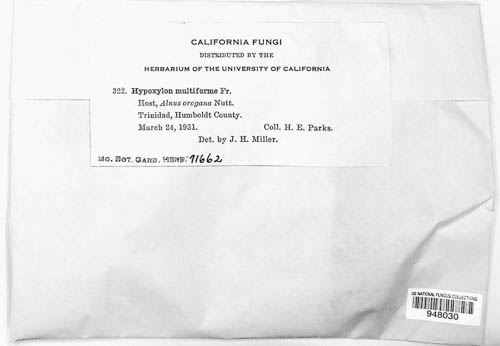 CALIFORNIA FUNGI
DISTRIBUTED BY THE
HERBARIUM OF THE UNIVERSITY OF CALIFORNIA
322. Hypoxylon multiforme Fr.
Host, Alnus oregana Nutt.
Trinidad, Humboldt County.
March 24, 1931. Coll. H. E. Parks.
Det. by J. H. Miller.
MO. BOT. GARD. HERB. 71662
US NATIONAL FUNGUS COLLECTIONS
948030